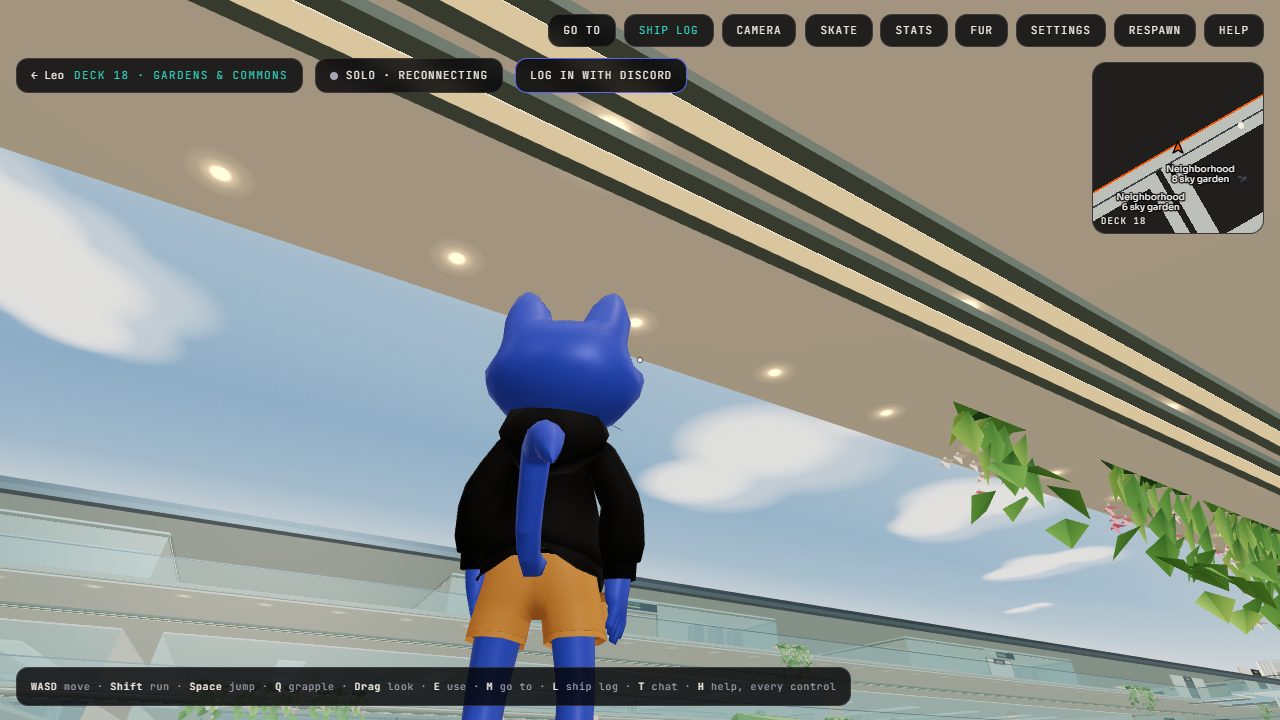 GO TO
SHIP LOG
CAMERA
SKATE
STATS
FUR
SETTINGS
RESPAWN
HELP
← Leo DECK 18 · GARDENS & COMMONS
SOLO · RECONNECTING
LOG IN WITH DISCORD
Neighborhood
8 sky garden
Neighborhood
6 sky garden
DECK 18
WASD move · Shift run · Space jump · Q grapple · Drag look · E use · M go to · L ship log · T chat · H help, every control